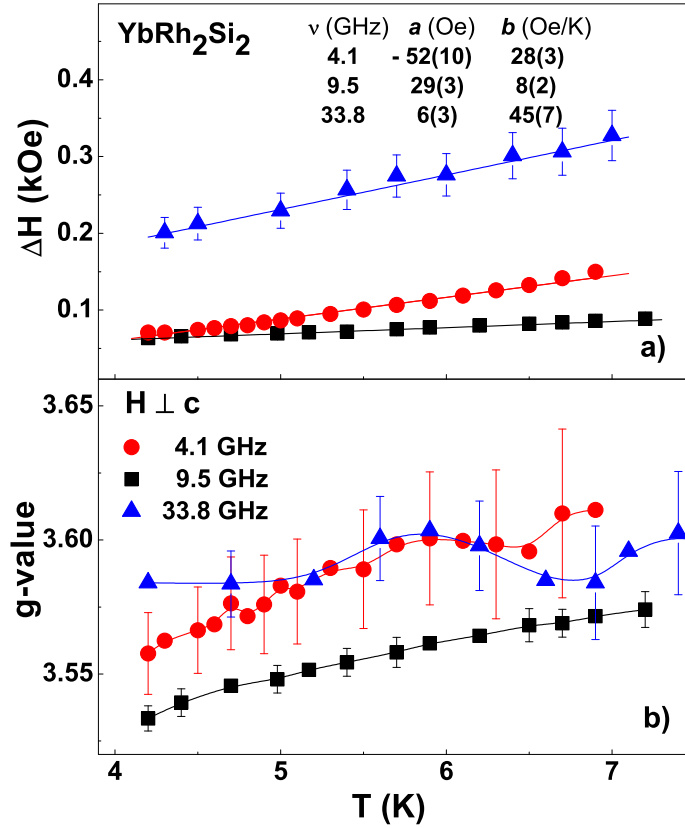 YbRh₂Si₂
ν (GHz) a (Oe) b (Oe/K)
4.1 - 52(10) 28(3)
9.5 29(3) 8(2)
33.8 6(3) 45(7)
0.4
0.3
0.2
0.1
ΔH (kOe)
a)
H ⊥ c
4.1 GHz
9.5 GHz
33.8 GHz
3.65
3.60
3.55
g-value
b)
4 5 6 7
T (K)